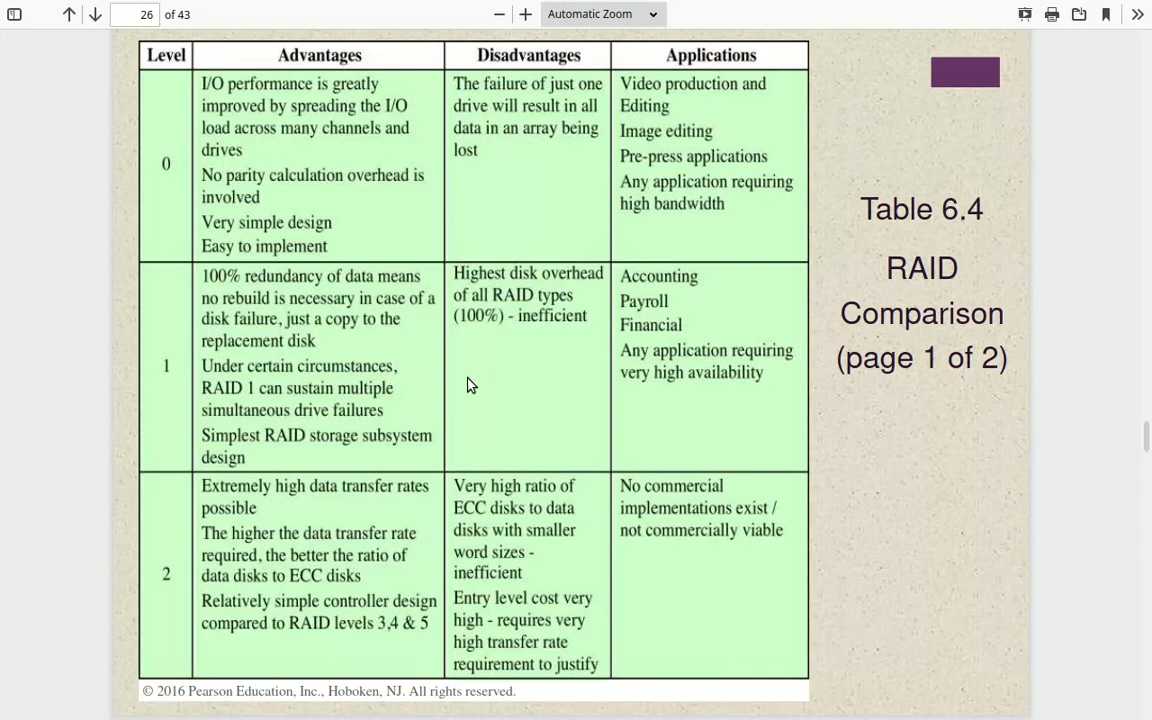 26 of 43
Automatic Zoom
Level Advantages Disadvantages Applications
0
I/O performance is greatly
improved by spreading the I/O
load across many channels and
drives
No parity calculation overhead is
involved
Very simple design
Easy to implement
The failure of just one
drive will result in all
data in an array being
lost
Video production and
Editing
Image editing
Pre-press applications
Any application requiring
high bandwidth
1
100% redundancy of data means
no rebuild is necessary in case of a
disk failure, just a copy to the
replacement disk
Under certain circumstances,
RAID 1 can sustain multiple
simultaneous drive failures
Simplest RAID storage subsystem
design
Highest disk overhead
of all RAID types
(100%) - inefficient
Accounting
Payroll
Financial
Any application requiring
very high availability
2
Extremely high data transfer rates
possible
The higher the data transfer rate
required, the better the ratio of
data disks to ECC disks
Relatively simple controller design
compared to RAID levels 3,4 & 5
Very high ratio of
ECC disks to data
disks with smaller
word sizes -
inefficient
Entry level cost very
high - requires very
high transfer rate
requirement to justify
No commercial
implementations exist /
not commercially viable
© 2016 Pearson Education, Inc., Hoboken, NJ. All rights reserved.
Table 6.4
RAID
Comparison
(page 1 of 2)